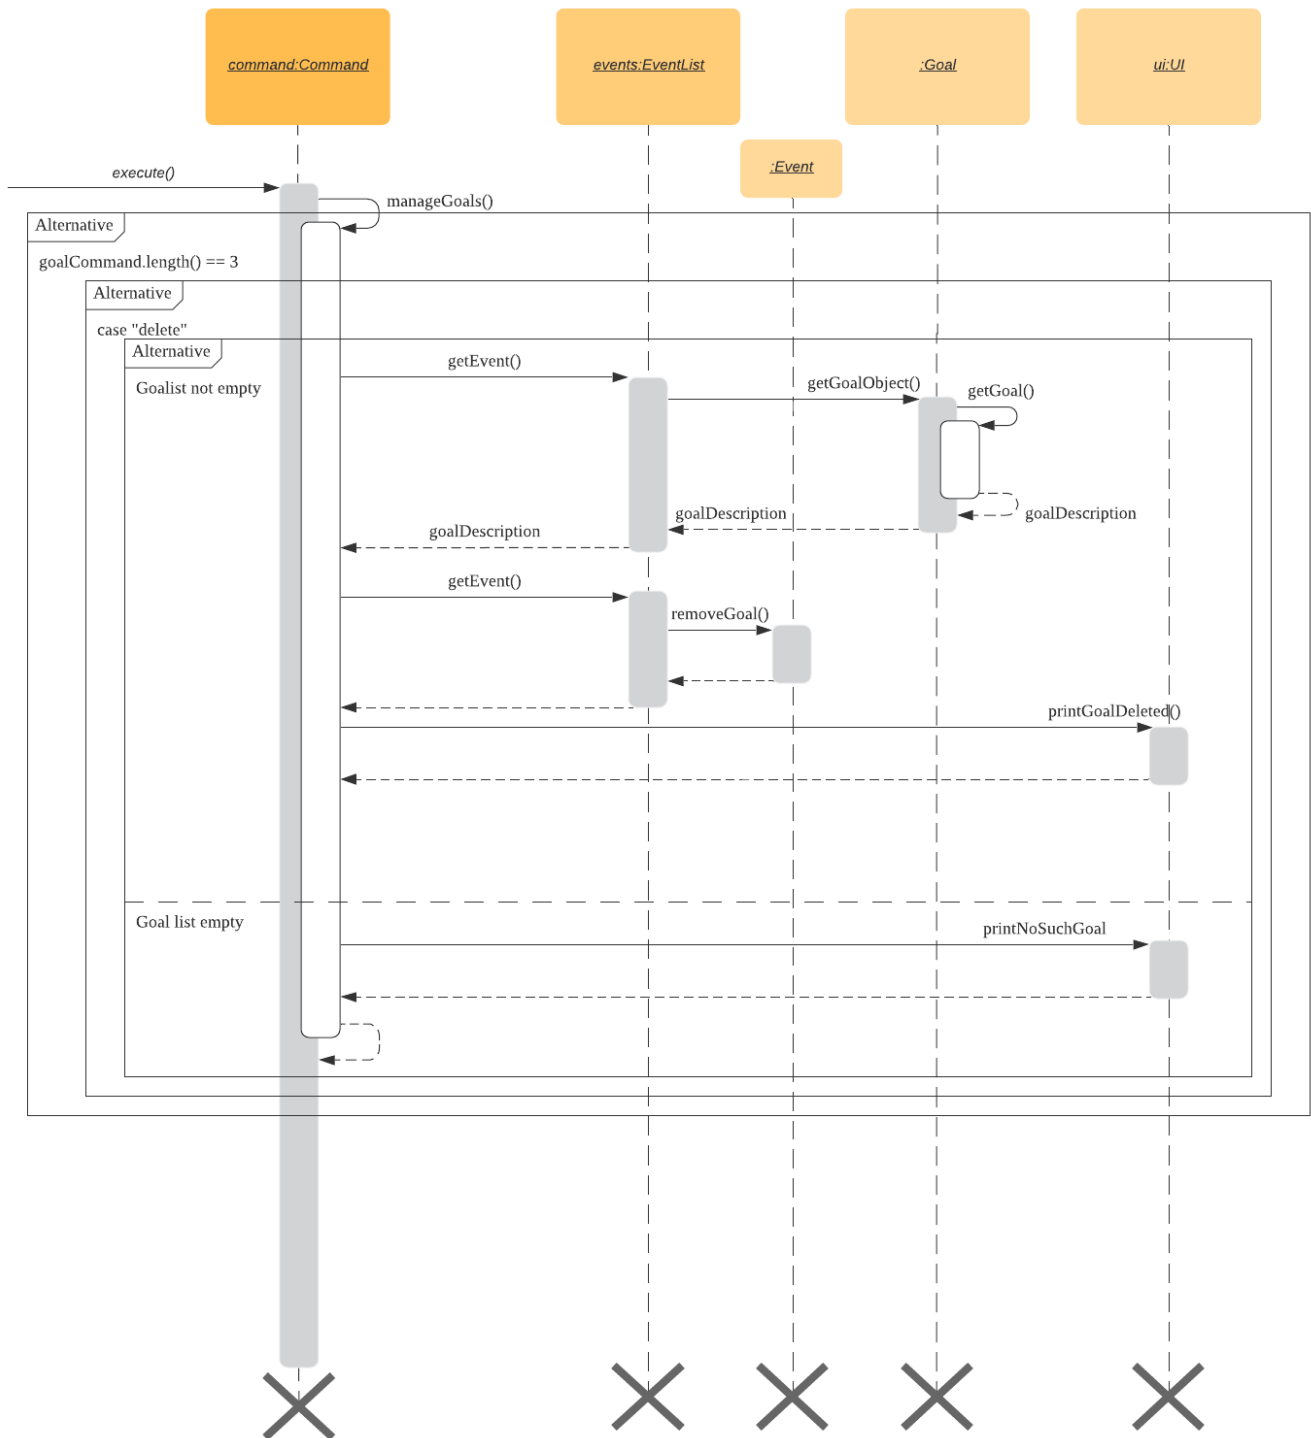 command:Command
events:EventList
:Goal
ui:UI
:Event
execute()
manageGoals()
Alternative
goalCommand.length() == 3
Alternative
case "delete"
Alternative
getEvent()
Goalist not empty
getGoalObject()
getGoal()
goalDescription
goalDescription
goalDescription
getEvent()
removeGoal()
printGoalDeleted()
Goal list empty
printNoSuchGoal